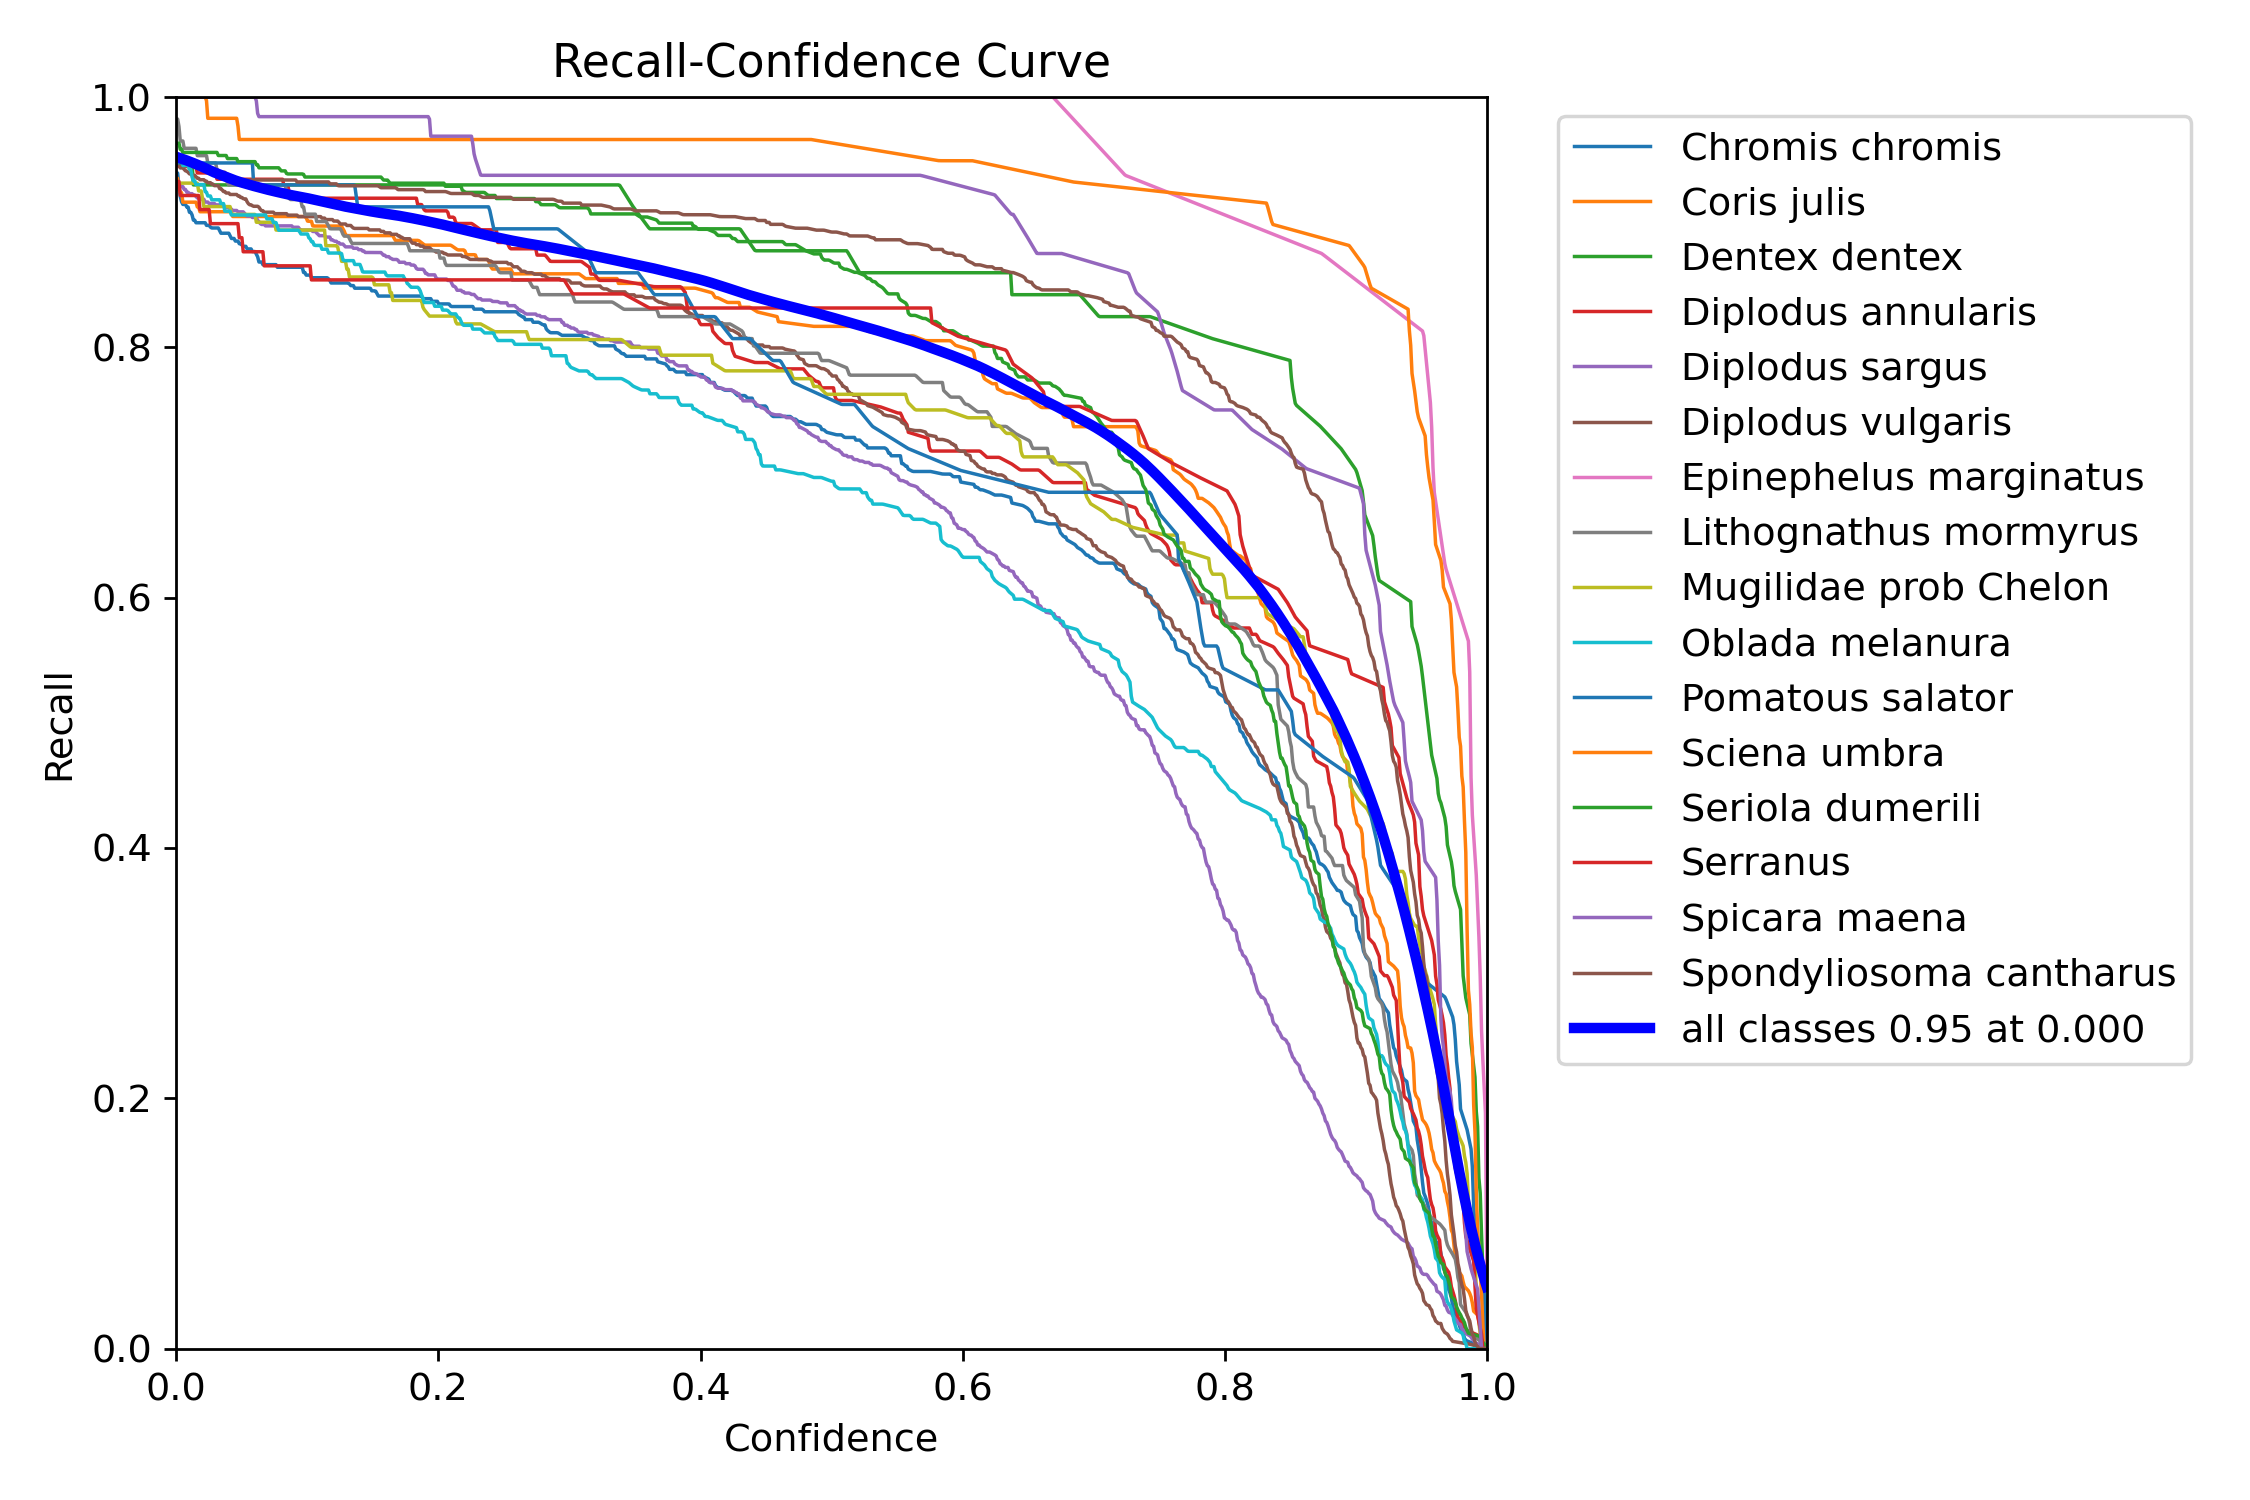 Recall-Confidence Curve
1.0
0.8
0.6
0.4
0.2
0.0
Recall
0.0 0.2 0.4 0.6 0.8 1.0
Confidence
Chromis chromis
Coris julis
Dentex dentex
Diplodus annularis
Diplodus sargus
Diplodus vulgaris
Epinephelus marginatus
Lithognathus mormyrus
Mugilidae prob Chelon
Oblada melanura
Pomatous salator
Sciena umbra
Seriola dumerili
Serranus
Spicara maena
Spondyliosoma cantharus
all classes 0.95 at 0.000